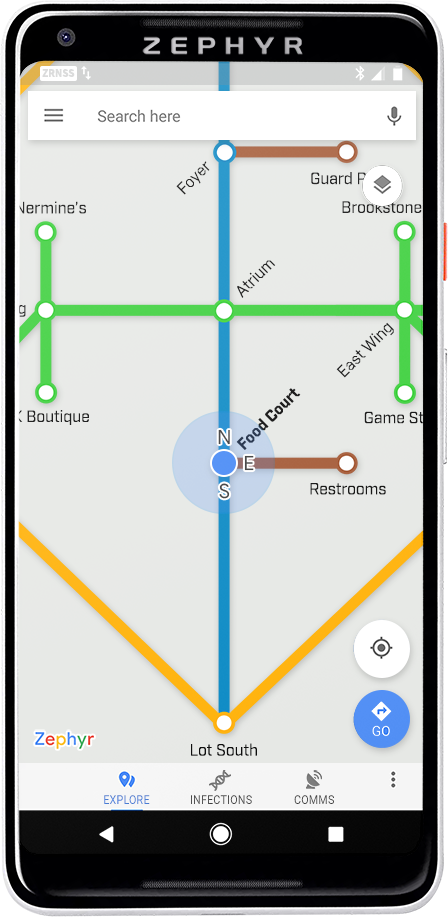 ZEPHYR
ZRNSS
Search here
Foyer
Guard
Nermine's
Brookstone
Atrium
East Wing
Boutique
Game St
Food Court
N
E
S
Restrooms
Lot South
Zephyr
GO
EXPLORE
INFECTIONS
COMMS